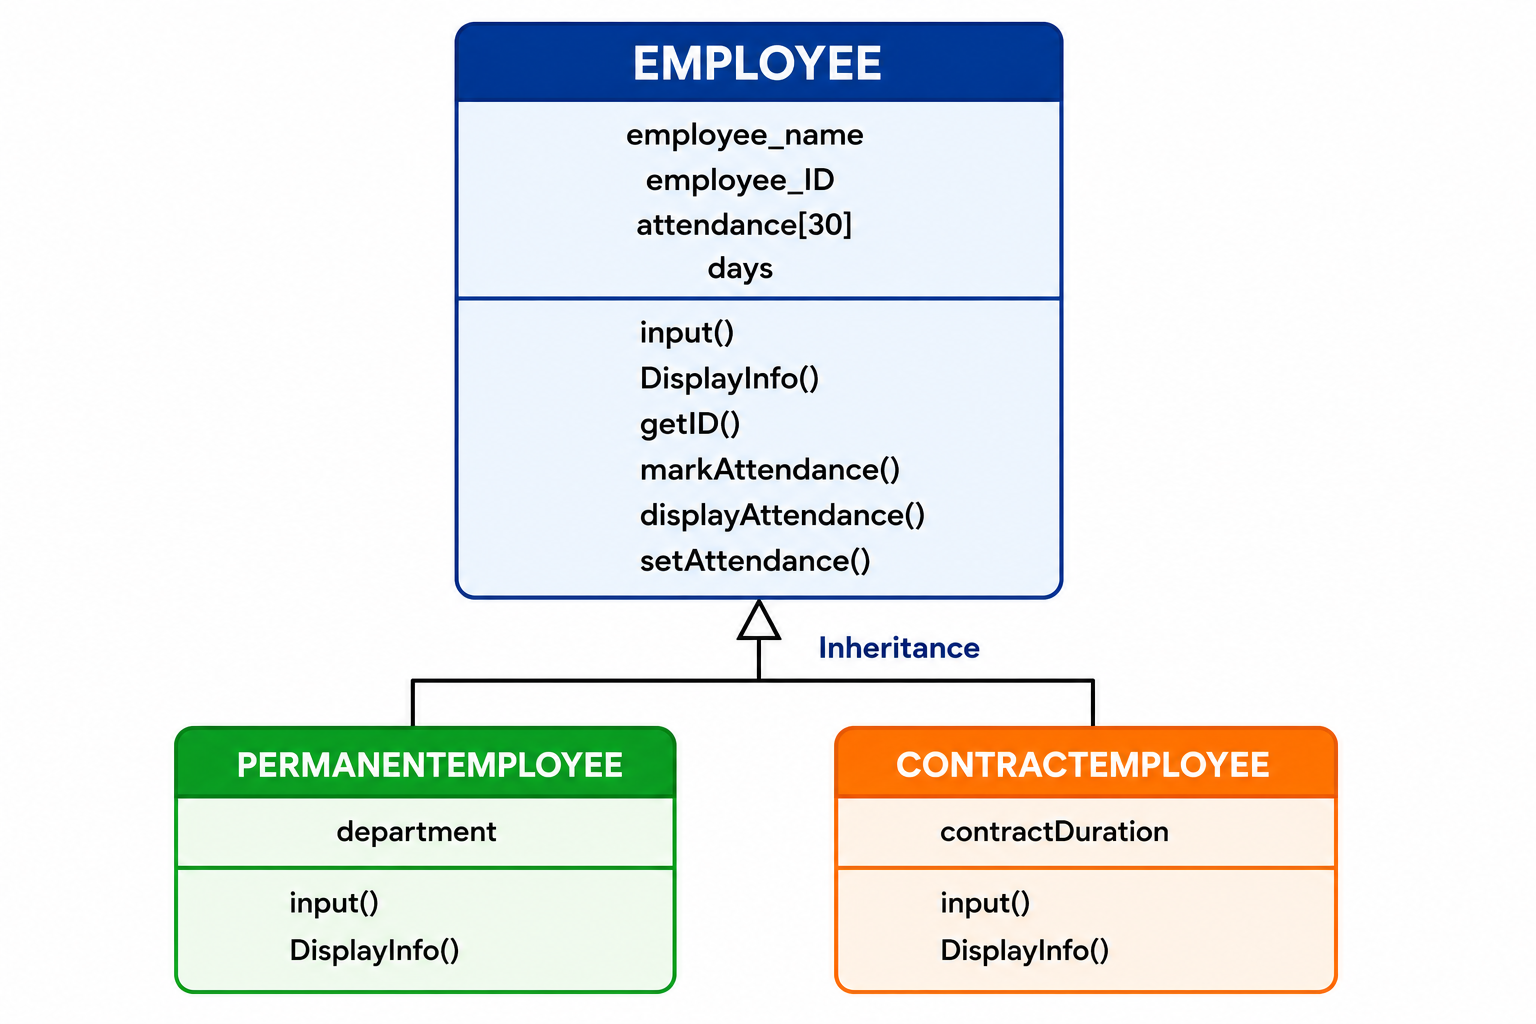 EMPLOYEE
employee_name
employee_ID
attendance[30]
days
input()
DisplayInfo()
getID()
markAttendance()
displayAttendance()
setAttendance()
Inheritance
PERMANENTEMPLOYEE
department
input()
DisplayInfo()
CONTRACTEMPLOYEE
contractDuration
input()
DisplayInfo()